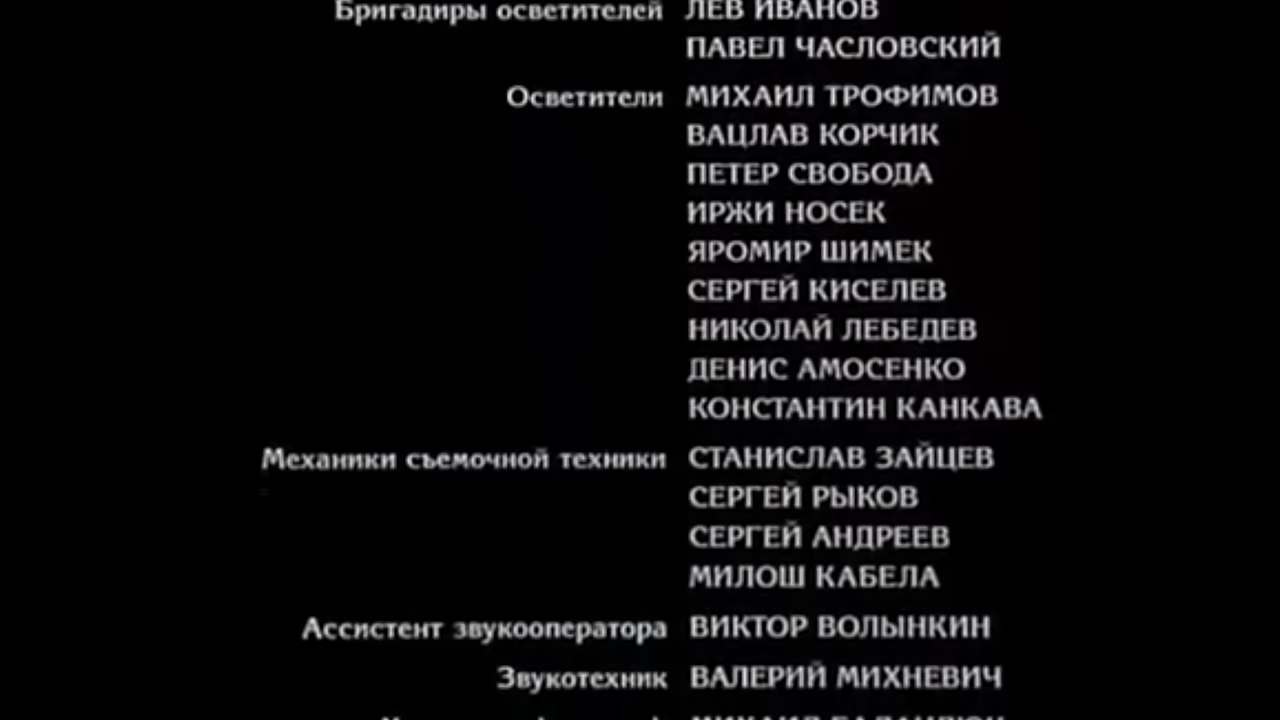 Бригадиры осветителей ЛЕВ ИВАНОВ
ПАВЕЛ ЧАСЛОВСКИЙ
Осветители МИХАИЛ ТРОФИМОВ
ВАЦЛАВ КОРЧИК
ПЕТЕР СВОБОДА
ИРЖИ НОСЕК
ЯРОМИР ШИМЕК
СЕРГЕЙ КИСЕЛЕВ
НИКОЛАЙ ЛЕБЕДЕВ
ДЕНИС АМОСЕНКО
КОНСТАНТИН КАНКАВА
Механики съемочной техники СТАНИСЛАВ ЗАЙЦЕВ
СЕРГЕЙ РЫКОВ
СЕРГЕЙ АНДРЕЕВ
МИЛОШ КАБЕЛА
Ассистент звукооператора ВИКТОР ВОЛЫНКИН
Звукотехник ВАЛЕРИЙ МИХНЕВИЧ
МИХАИЛ